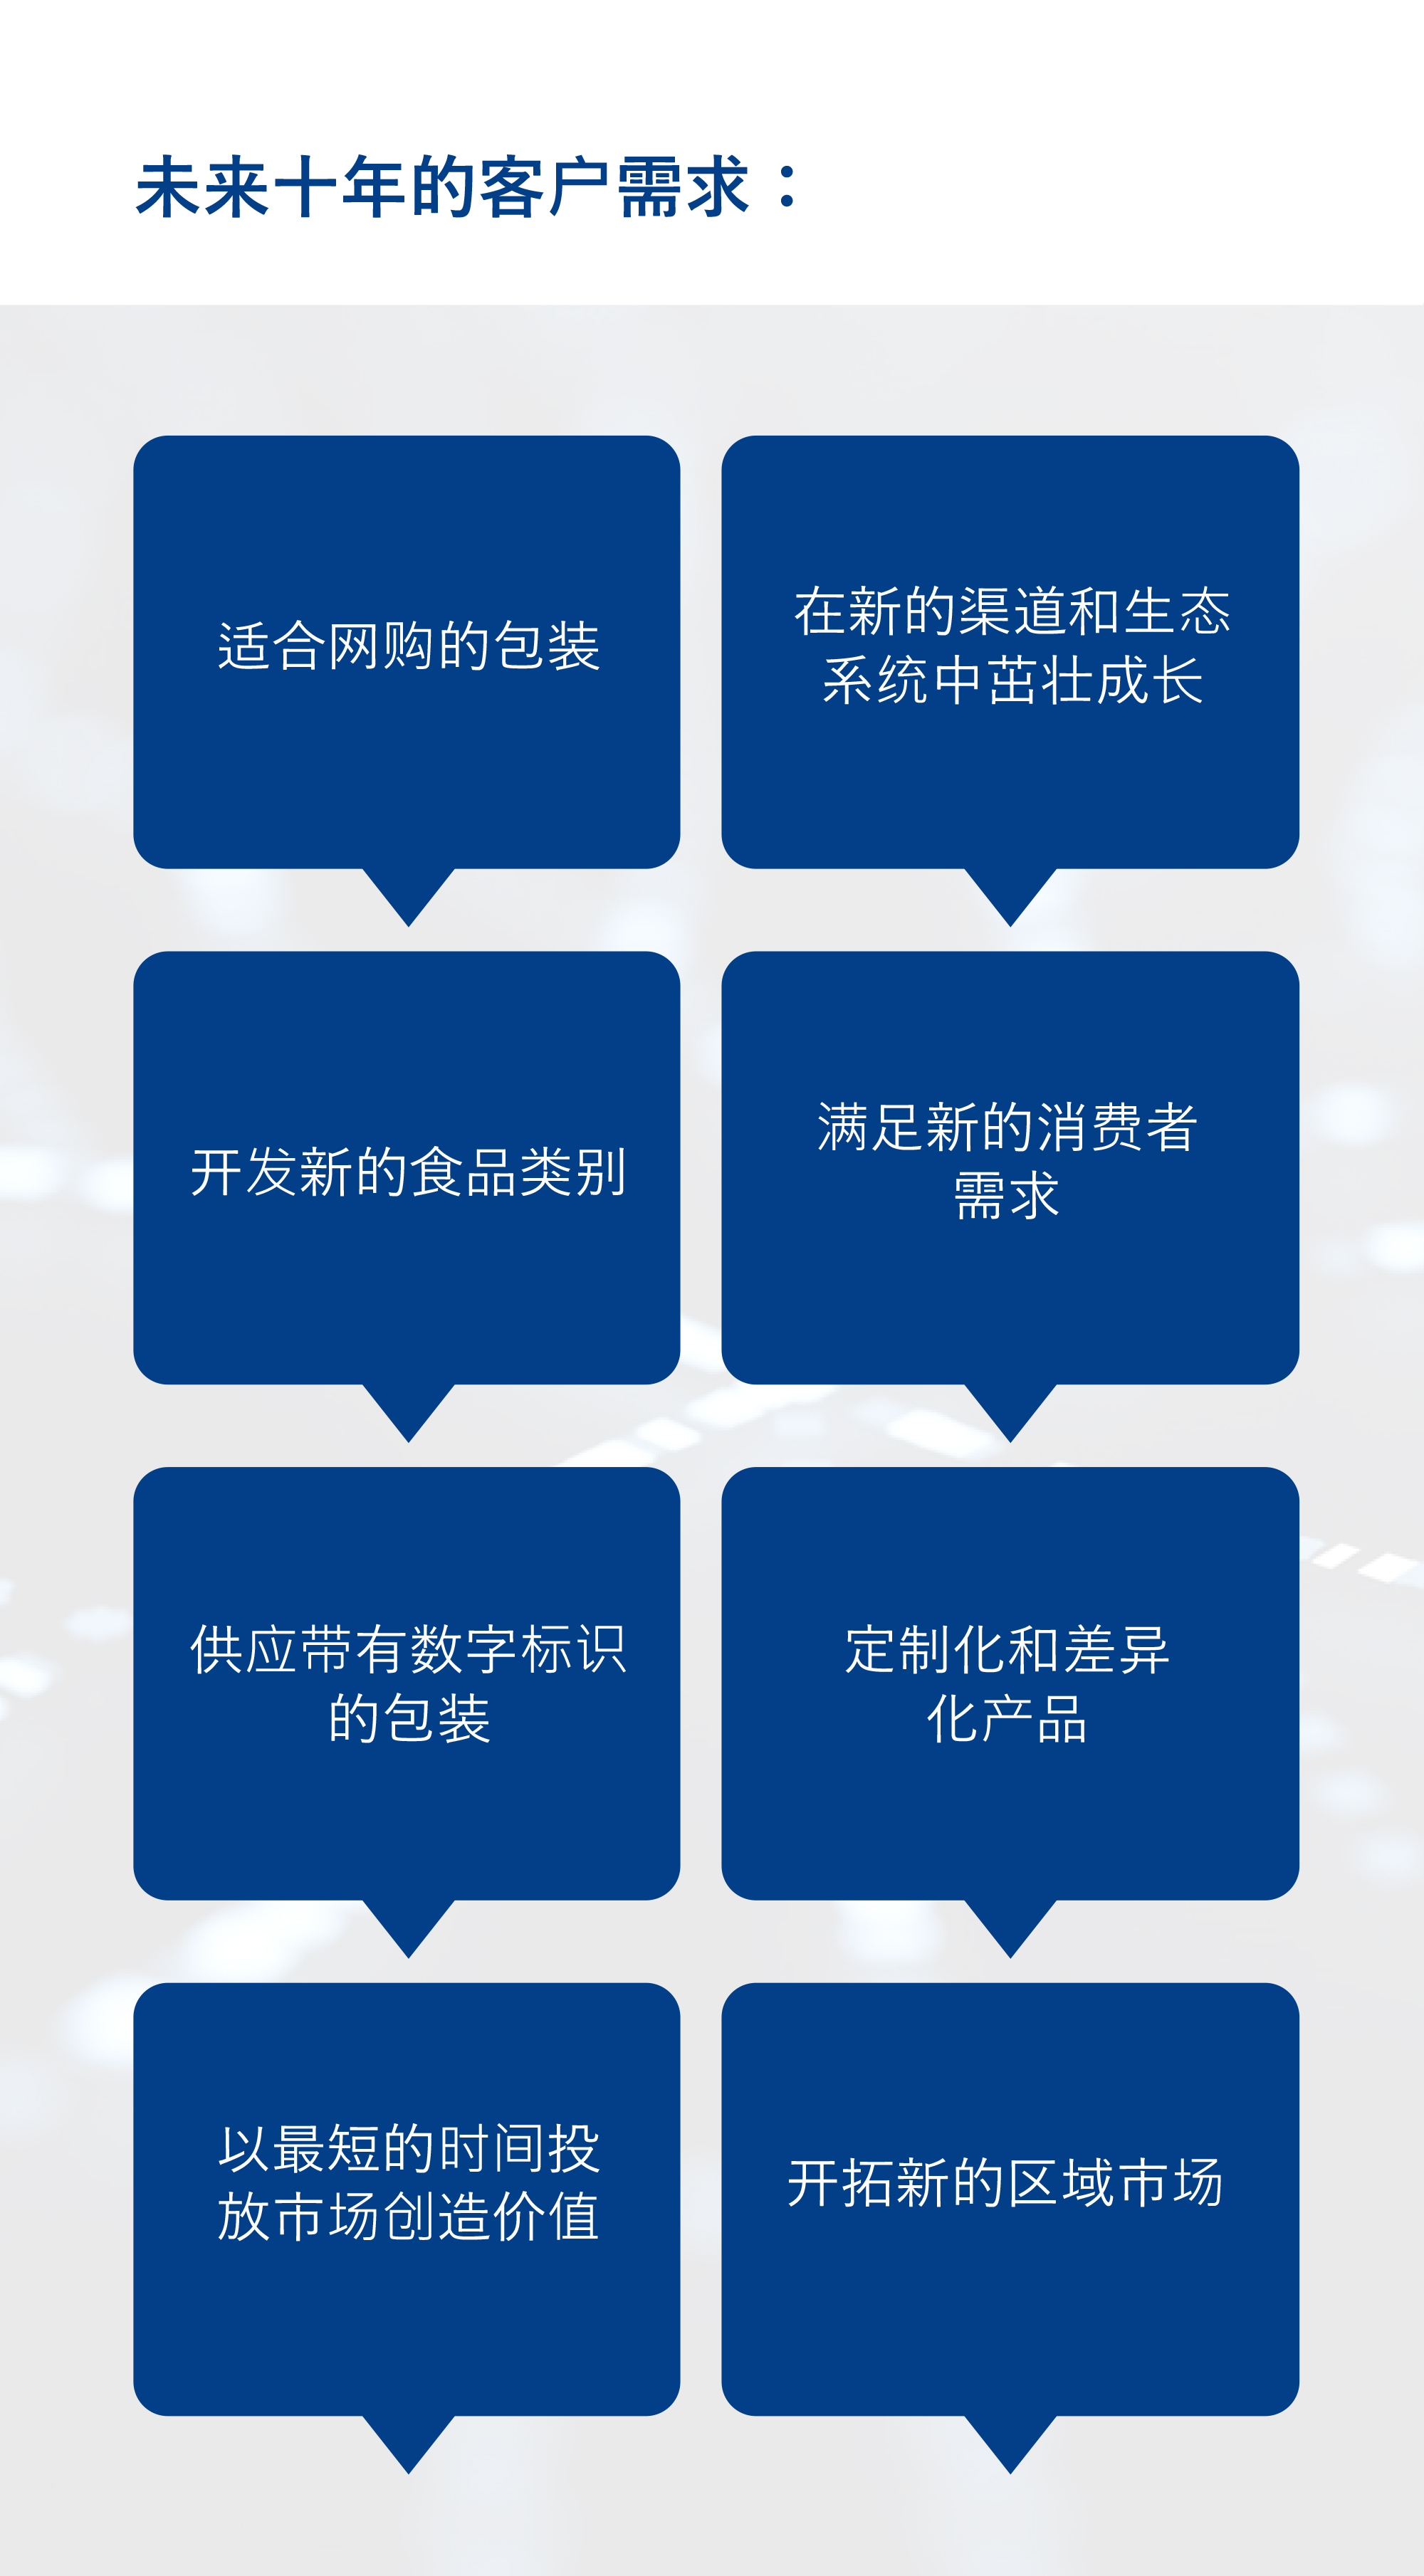 未来十年的客户需求：
适合网购的包装
在新的渠道和生态
系统中茁壮成长
开发新的食品类别
满足新的消费者
需求
供应带有数字标识
的包装
定制化和差异
化产品
以最短的时间投
放市场创造价值
开拓新的区域市场